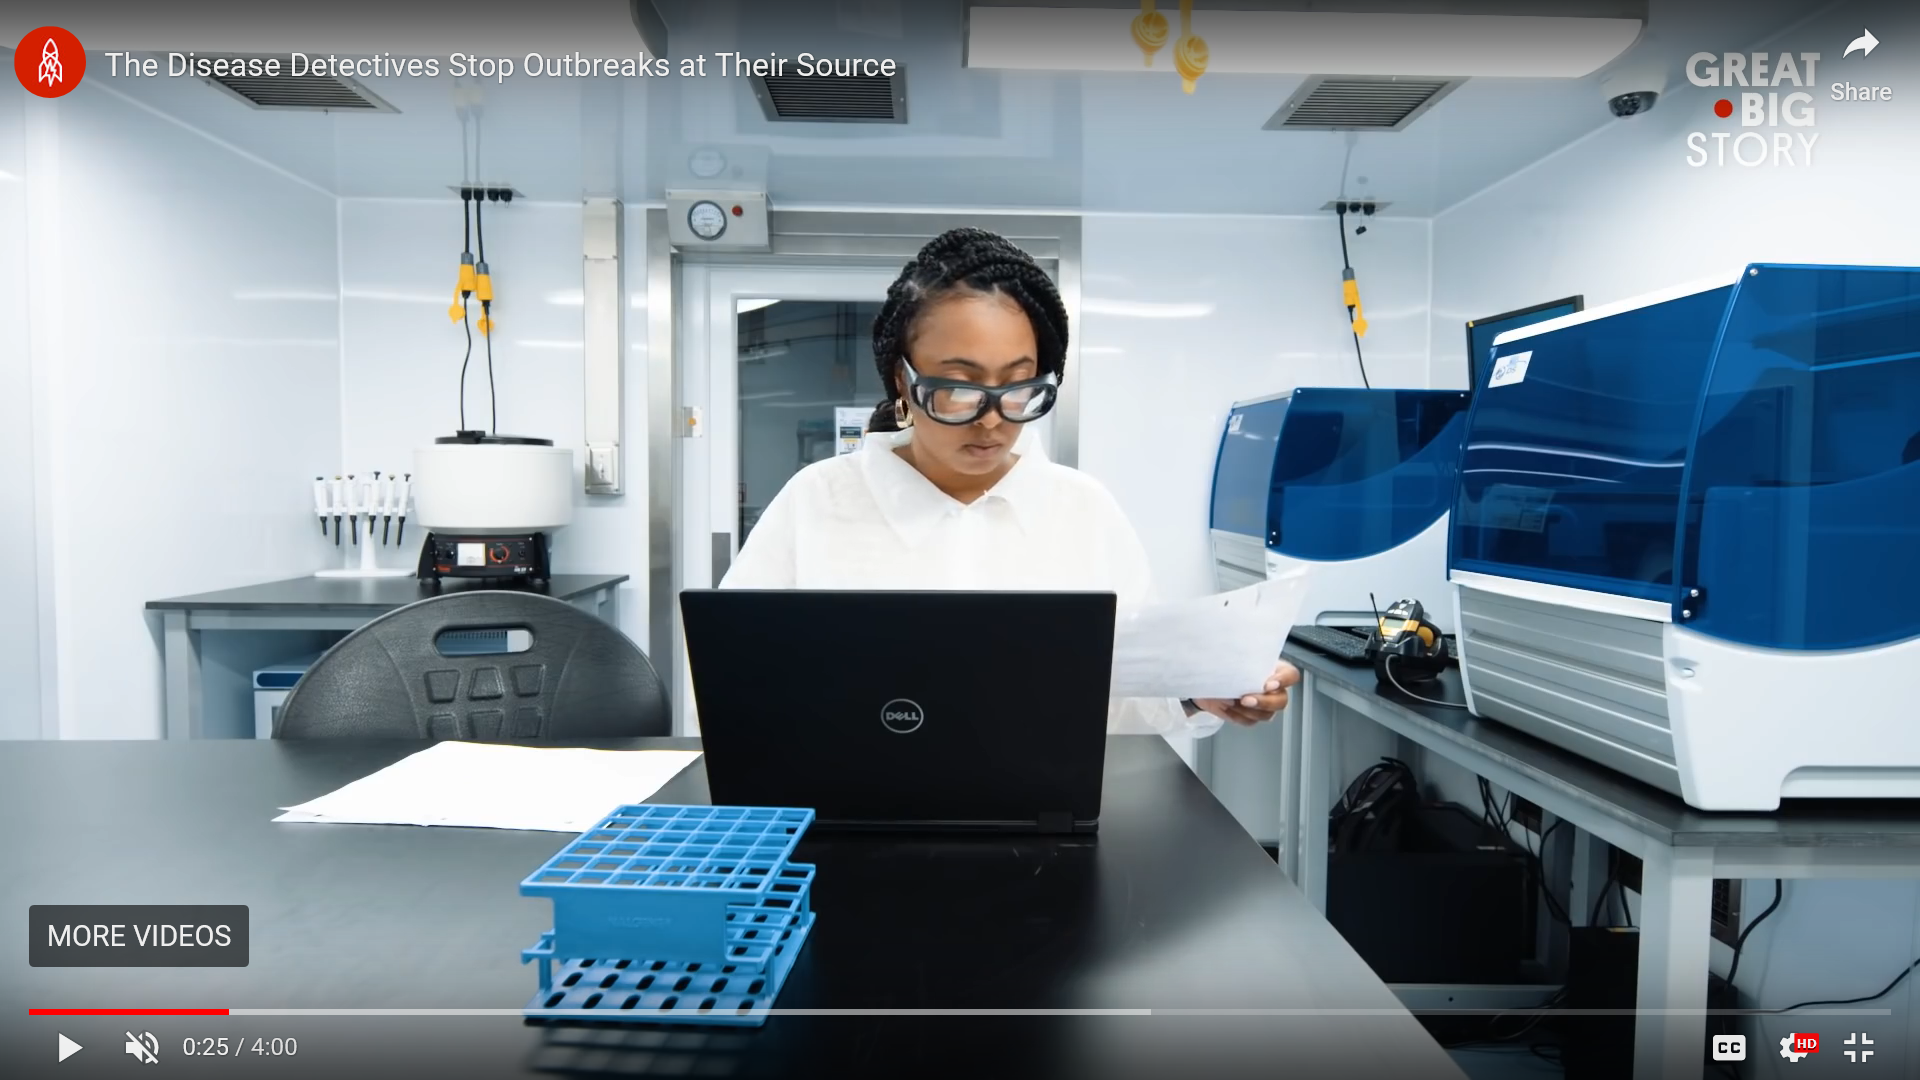 The Disease Detectives Stop Outbreaks at Their Source
GREAT
BIG
STORY
Share
DELL
MORE VIDEOS
0:25 / 4:00
CC
HD